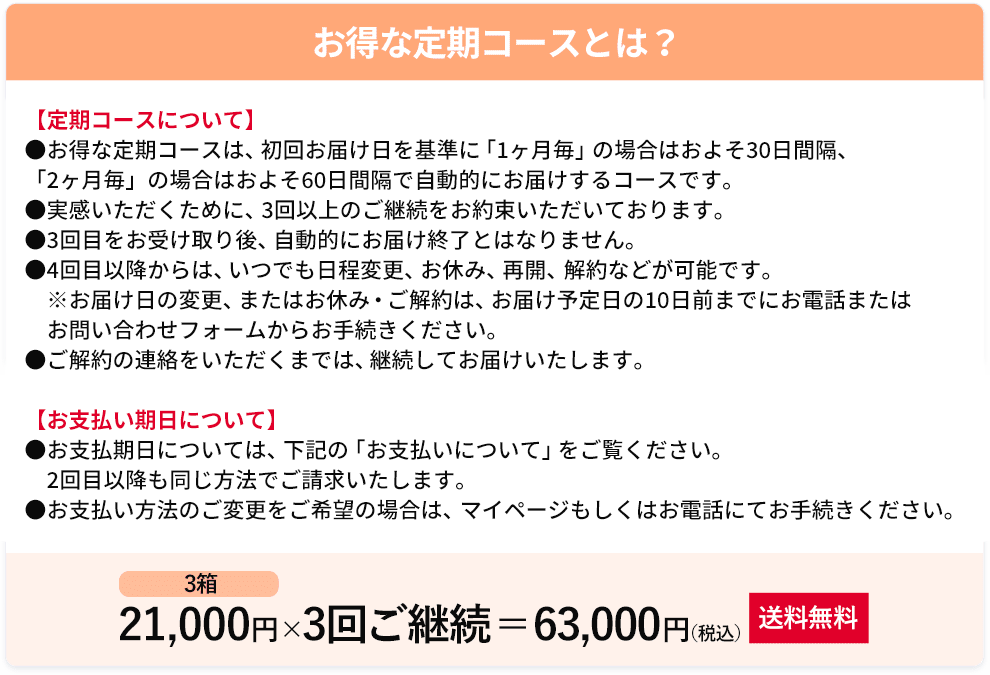 お得な定期コースとは？
【定期コースについて】
●お得な定期コースは、初回お届け日を基準に「1ヶ月毎」の場合はおよそ30日間隔、
「2ヶ月毎」の場合はおよそ60日間隔で自動的にお届けするコースです。
●実感いただくために、3回以上のご継続をお約束いただいております。
●3回目をお受け取り後、自動的にお届け終了とはなりません。
●4回目以降からは、いつでも日程変更、お休み、再開、解約などが可能です。
※お届け日の変更、またはお休み・ご解約は、お届け予定日の10日前までにお電話または
お問い合わせフォームからお手続きください。
●ご解約の連絡をいただくまでは、継続してお届けいたします。
【お支払い期日について】
●お支払期日については、下記の「お支払いについて」をご覧ください。
2回目以降も同じ方法でご請求いたします。
●お支払い方法のご変更をご希望の場合は、マイページもしくはお電話にてお手続きください。
3箱
21,000円×3回ご継続＝63,000円(税込) 送料無料